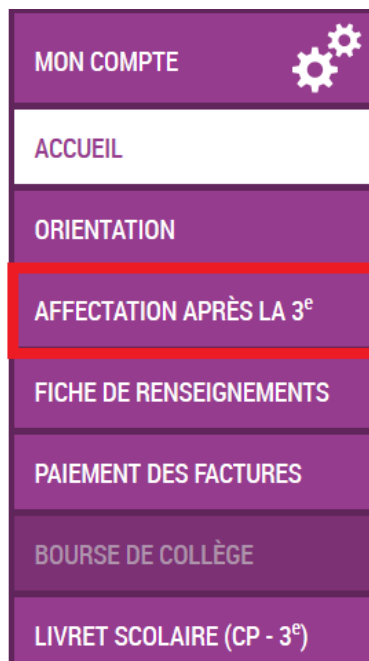 MON COMPTE
ACCUEIL
ORIENTATION
AFFECTATION APRÈS LA 3ᵉ
FICHE DE RENSEIGNEMENTS
PAIEMENT DES FACTURES
BOURSE DE COLLÈGE
LIVRET SCOLAIRE (CP - 3ᵉ)